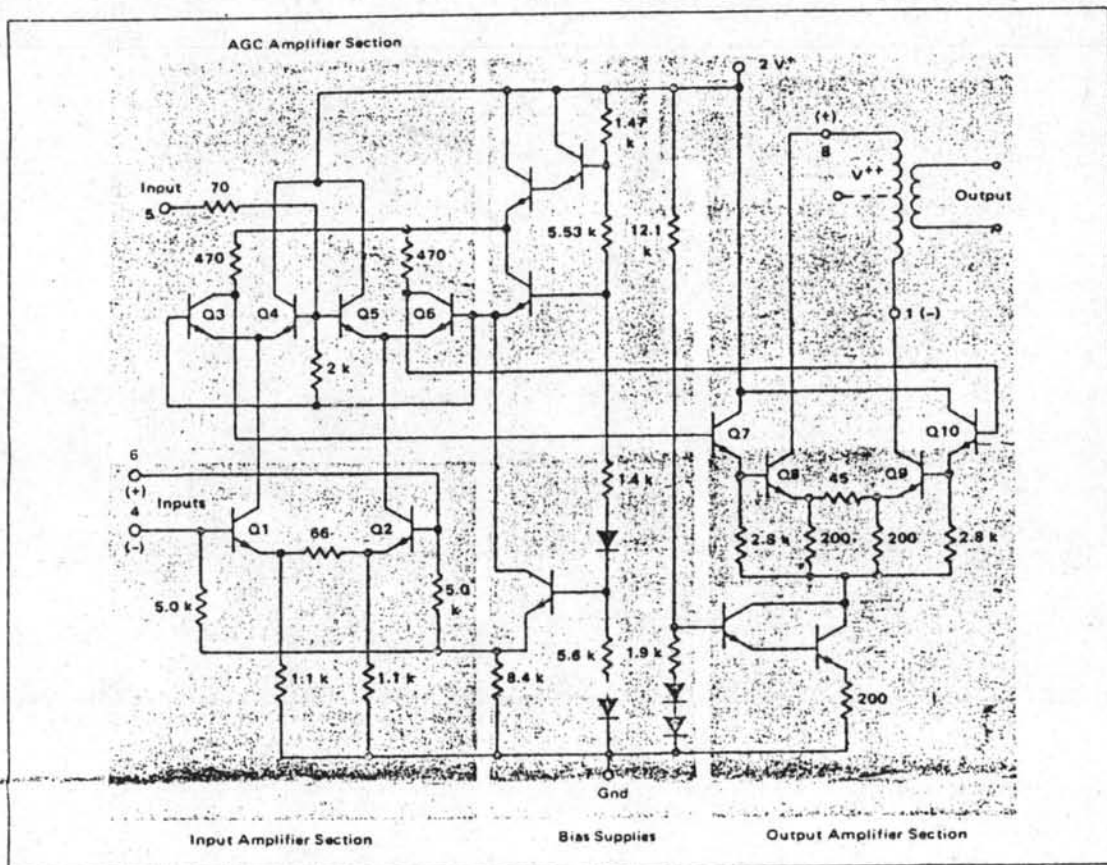 AGC Amplifier Section
2 V+
(+)
8
V++
Output
1.47
k
Input
5
70
5.53 k
12.1
k
470
470
Q3
Q4
Q5
Q6
1 (-)
2 k
Q7
Q10
6
(+)
Inputs
4
(-)
Q8
45
Q9
1.4 k
Q1
66
Q2
2.8 k
200
200
2.8 k
5.0 k
5.0
k
5.6 k
1.9 k
1.1 k
1.1 k
8.4 k
200
7
Gnd
Input Amplifier Section
Bias Supplies
Output Amplifier Section